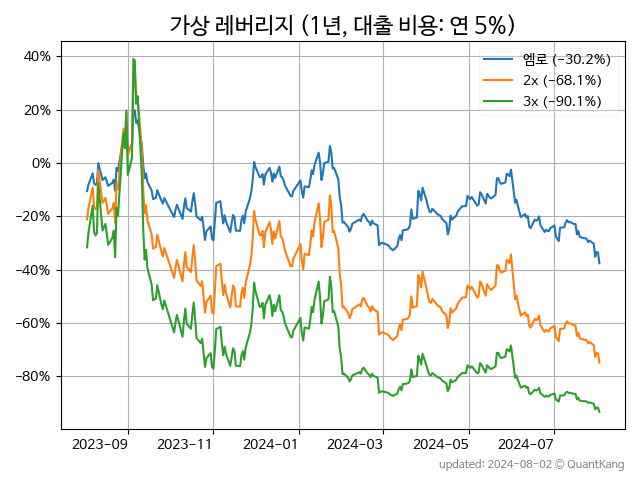 가상 레버리지 (1년, 대출 비용: 연 5%)
엠로 (−30.2%)
2x (−68.1%)
3x (−90.1%)
40%
20%
0%
−20%
−40%
−60%
−80%
2023-09
2023-11
2024-01
2024-03
2024-05
2024-07
updated: 2024-08-02 © QuantKang